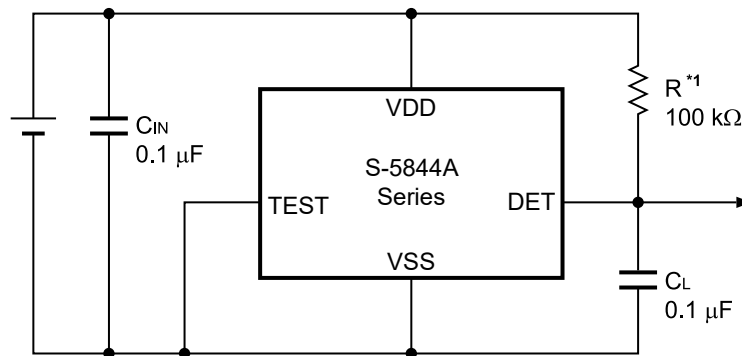 R*1
100 kΩ
VDD
CIN
0.1 µF
S-5844A
Series
TEST
DET
VSS
CL
0.1 µF